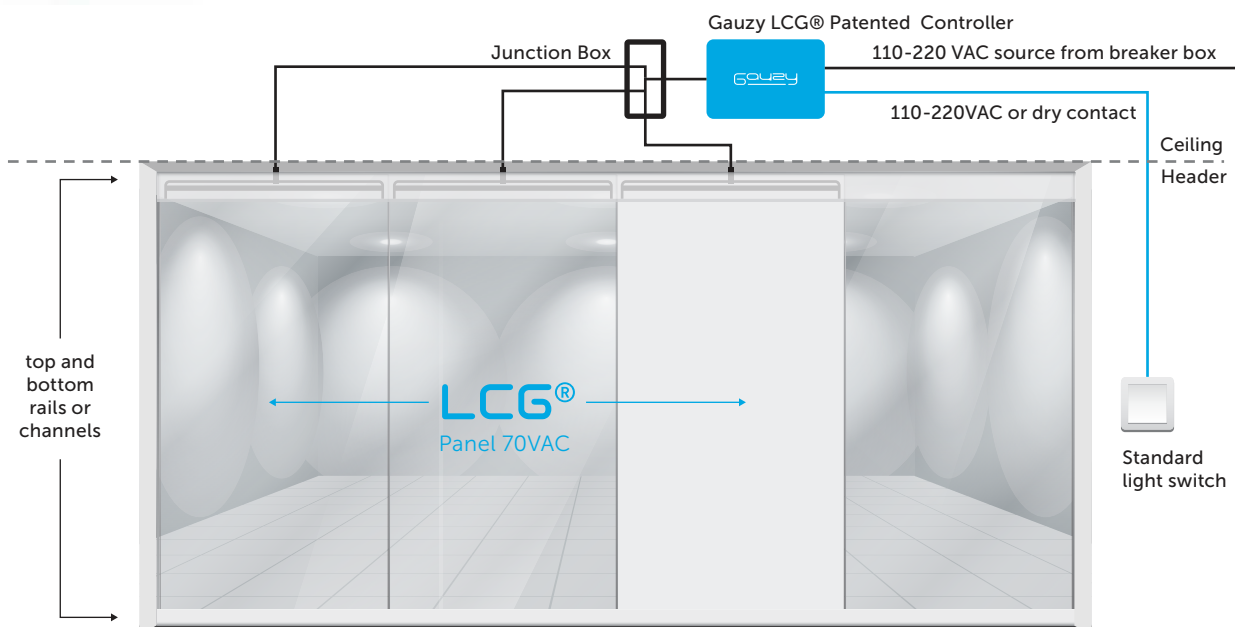 Gauzy LCG® Patented Controller
Junction Box
110-220 VAC source from breaker box
Gauzy
110-220VAC or dry contact
Ceiling
Header
top and
bottom
rails or
channels
LCG®
Panel 70VAC
Standard
light switch